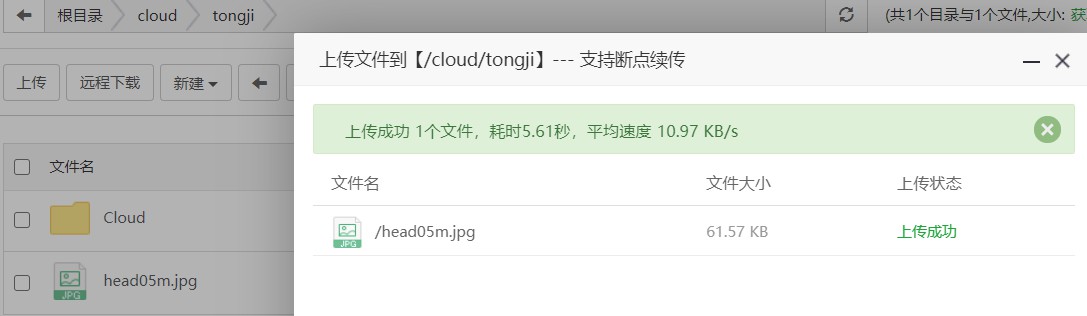 根目录 cloud tongji (共1个目录与1个文件,大小: 获
上传文件到【/cloud/tongji】--- 支持断点续传
上传 远程下载 新建
上传成功 1个文件，耗时5.61秒，平均速度 10.97 KB/s
文件名
文件名 文件大小 上传状态
Cloud
JPG /head05m.jpg 61.57 KB 上传成功
JPG head05m.jpg